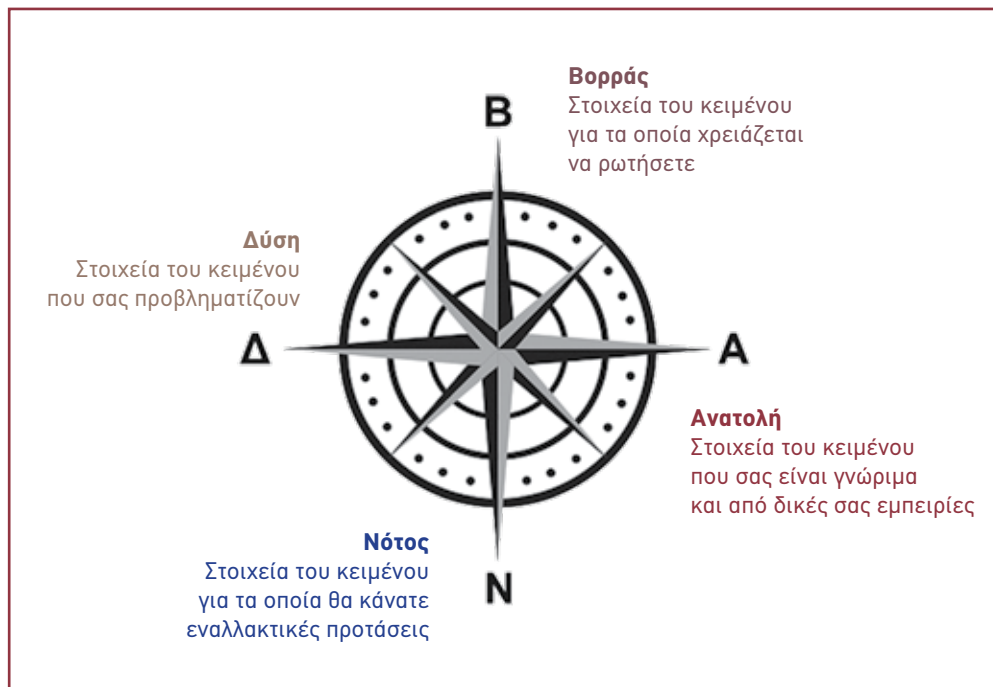 Βορράς
Στοιχεία του κειμένου
για τα οποία χρειάζεται
να ρωτήσετε
Β
Δύση
Στοιχεία του κειμένου
που σας προβληματίζουν
Δ
Α
Ανατολή
Στοιχεία του κειμένου
που σας είναι γνώριμα
και από δικές σας εμπειρίες
Νότος
Στοιχεία του κειμένου
για τα οποία θα κάνατε
εναλλακτικές προτάσεις
Ν